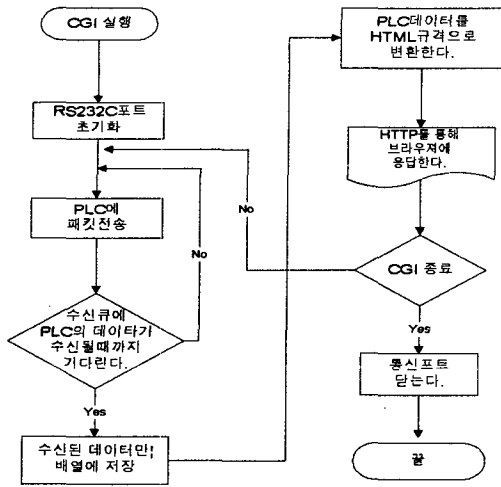 CGI 실행
RS232C포트
초기화
PLC에
패킷전송
No
수신큐에
PLC의 데이타가
수신될때까지
기다린다.
Yes
수신된 데이터만
배열에 저장
PLC데이터를
HTML규격으로
변환한다.
HTTP를 통해
브라우져에
응답한다.
No
CGI 종료
Yes
통신포트
닫는다.
끝